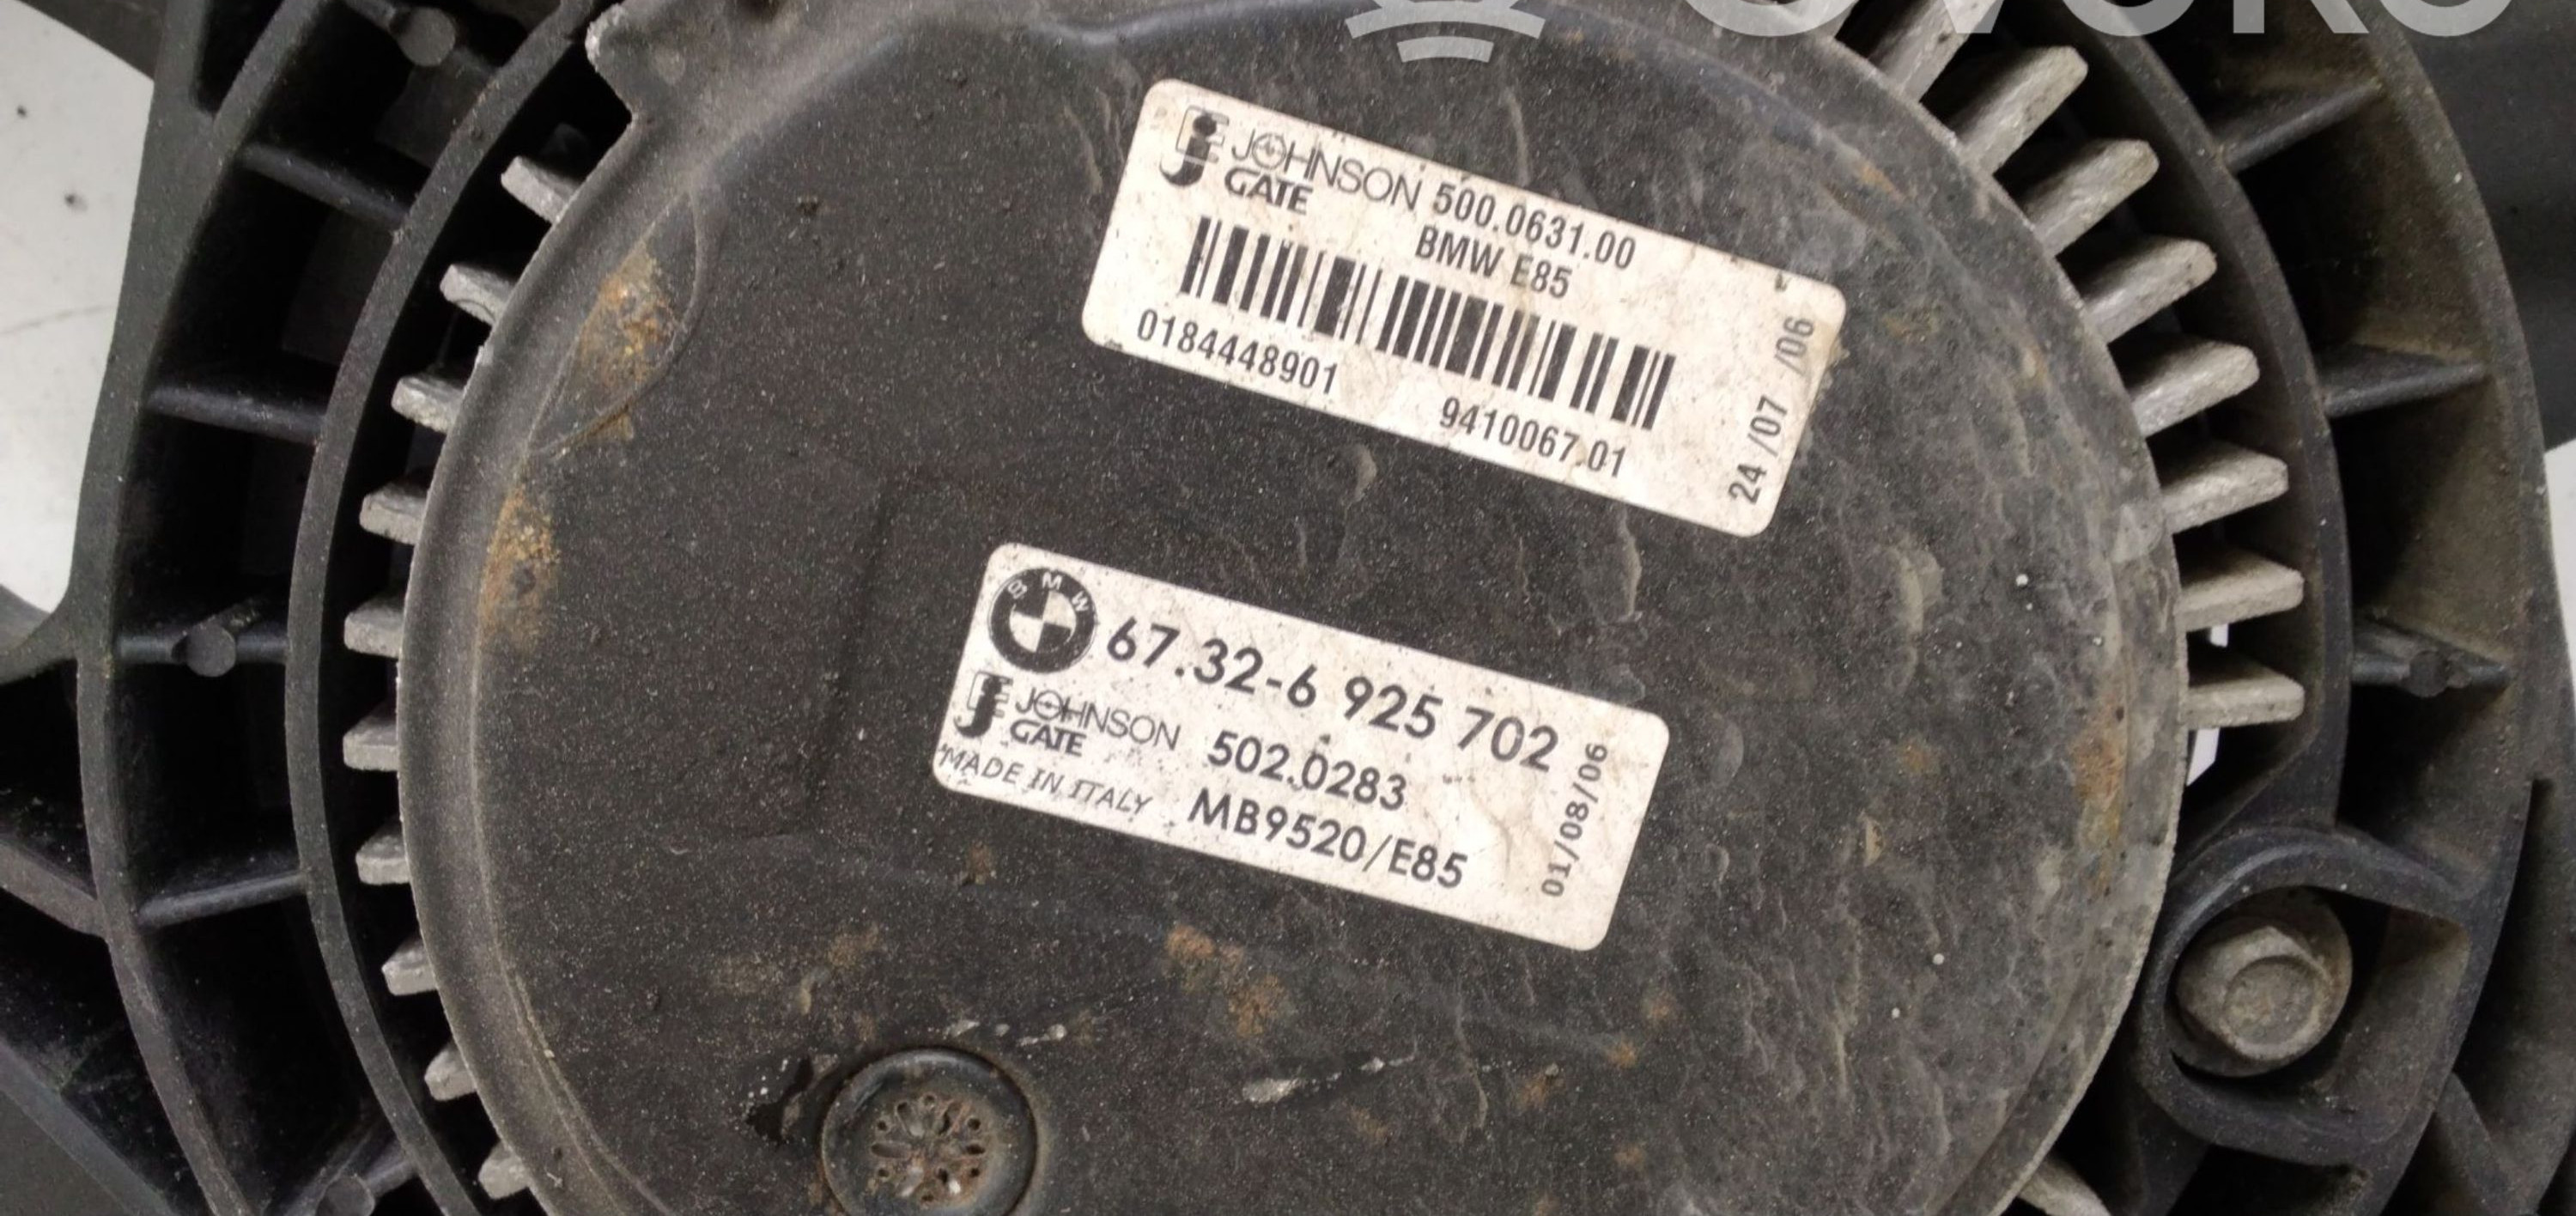 JOHNSON 500.0631.00
GATE
BMW E85
0184448901
9410067.01
24/07/06
BMW
67.32-6 925 702
JOHNSON 502.0283
GATE
MADE IN ITALY MB9520/E85
01/08/06